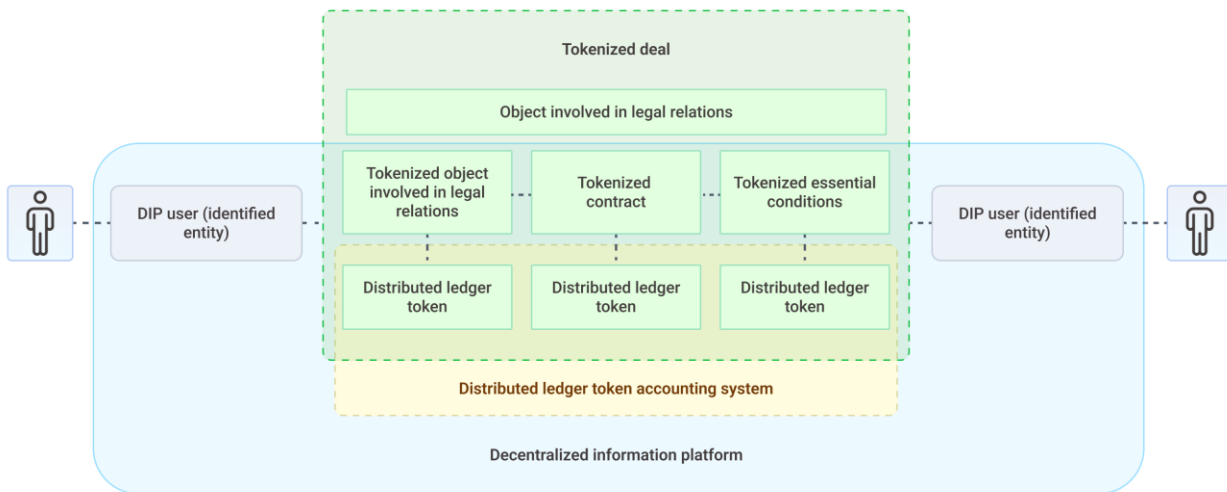 Tokenized deal
Object involved in legal relations
Tokenized object
involved in legal
relations
Tokenized
contract
Tokenized essential
conditions
DIP user (identified
entity)
DIP user (identified
entity)
Distributed ledger
token
Distributed ledger
token
Distributed ledger
token
Distributed ledger token accounting system
Decentralized information platform